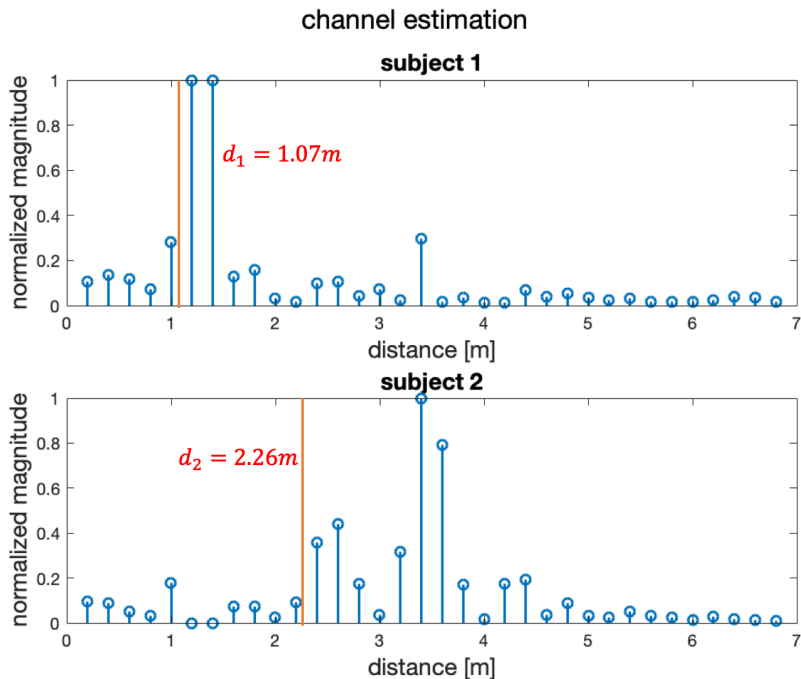 channel estimation
subject 1
normalized magnitude
1
0.8
0.6
0.4
0.2
0
d₁ = 1.07m
0 1 2 3 4 5 6 7
distance [m]
subject 2
normalized magnitude
1
0.8
0.6
0.4
0.2
0
d₂ = 2.26m
0 1 2 3 4 5 6 7
distance [m]